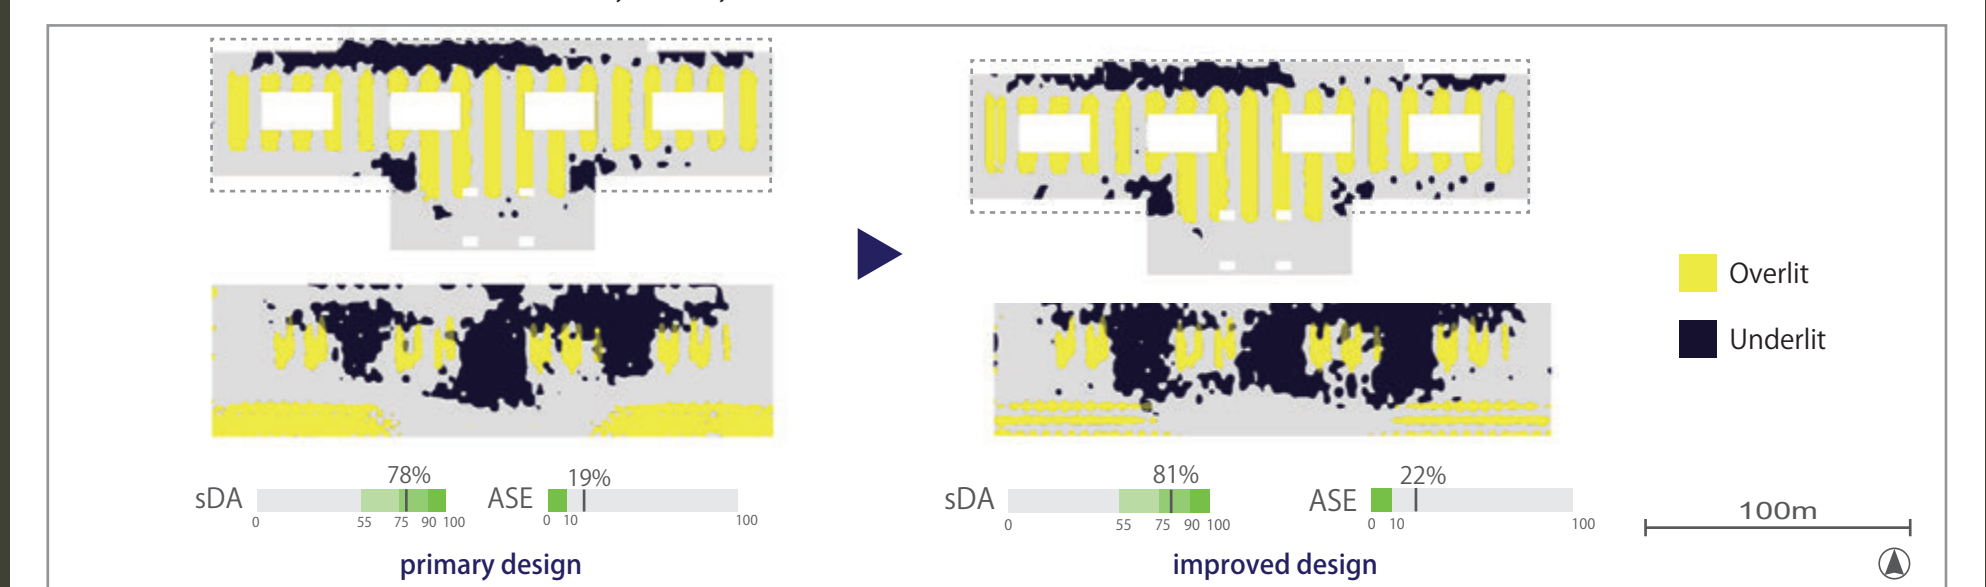 Overlit
Underlit
78%
sDA
0 55 75 90 100
19%
ASE
0 10 100
primary design
81%
sDA
0 55 75 90 100
22%
ASE
0 10 100
improved design
100m